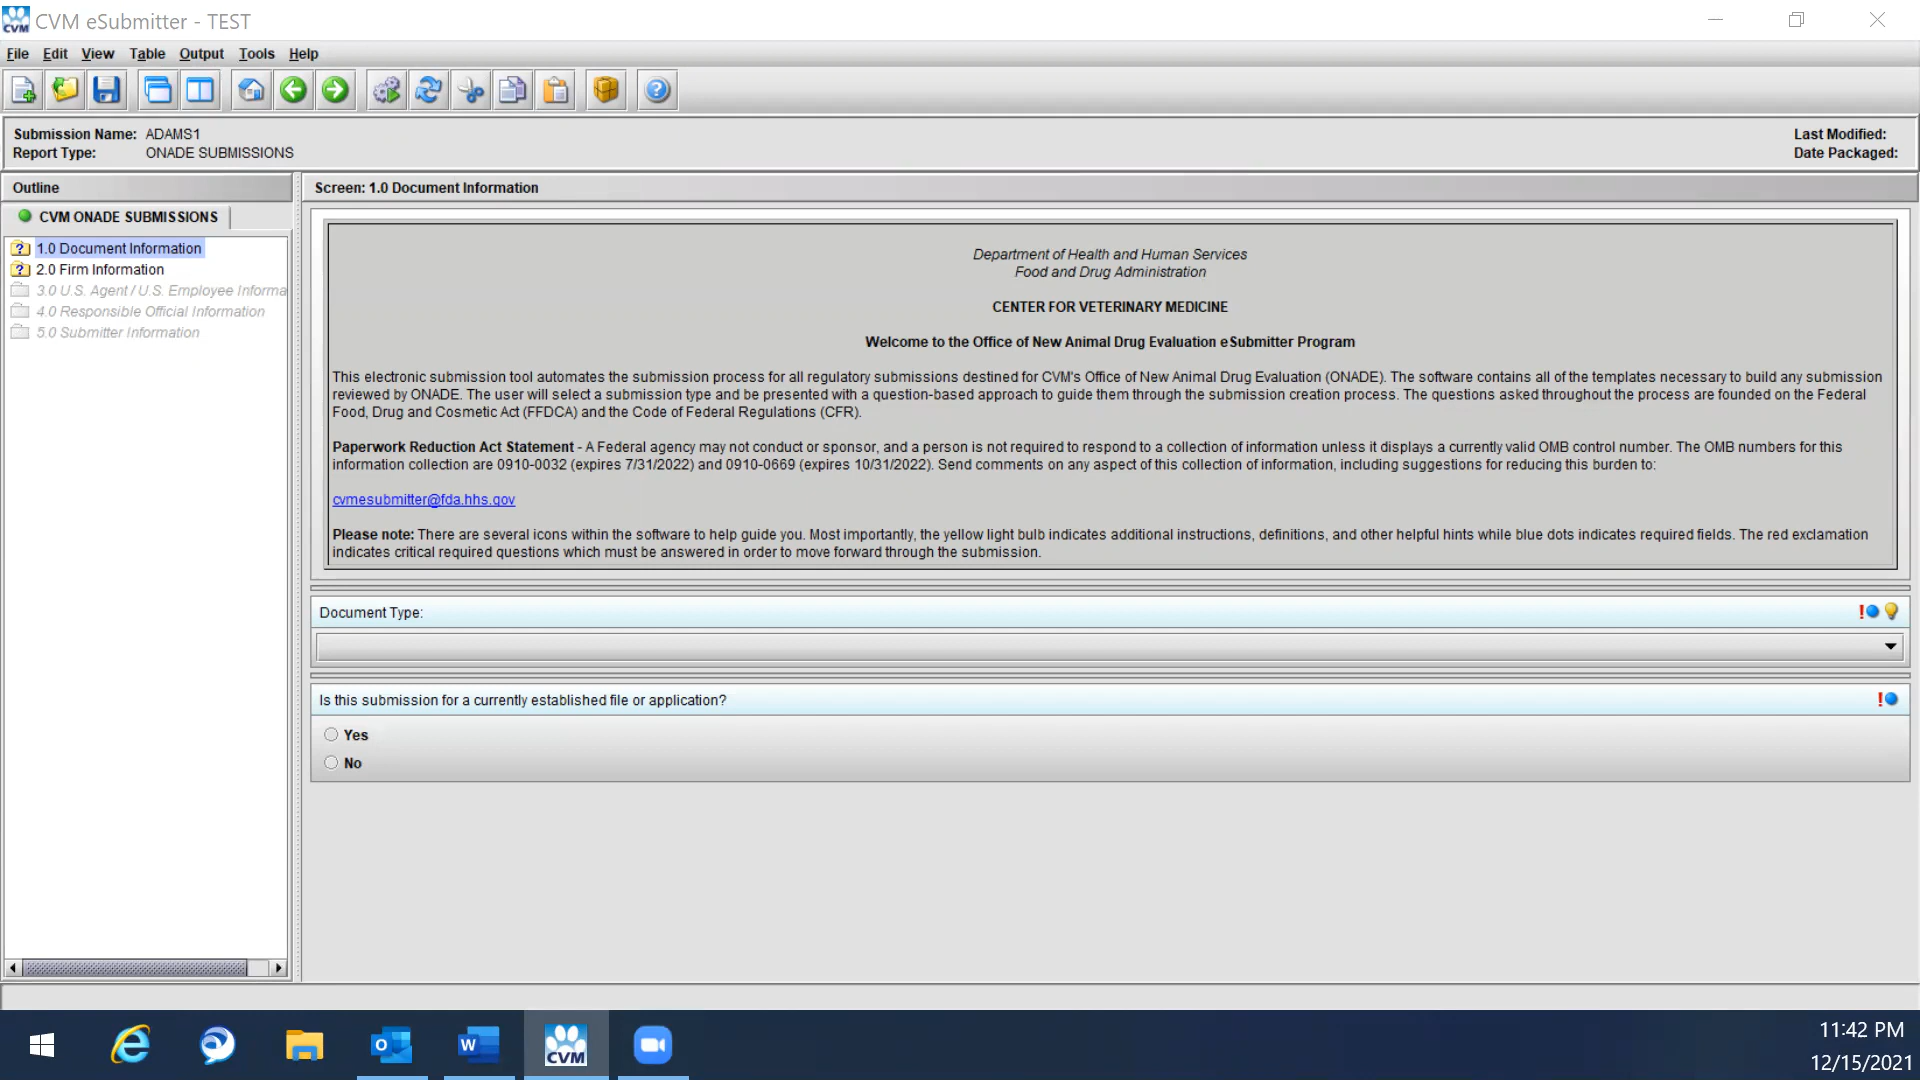 CVM eSubmitter - TEST
File Edit View Table Output Tools Help
Submission Name: ADAMS1
Last Modified:
Report Type: ONADE SUBMISSIONS
Date Packaged:
Outline
Screen: 1.0 Document Information
CVM ONADE SUBMISSIONS
1.0 Document Information
2.0 Firm Information
3.0 U.S. Agent / U.S. Employee Informa
4.0 Responsible Official Information
5.0 Submitter Information
Department of Health and Human Services
Food and Drug Administration
CENTER FOR VETERINARY MEDICINE
Welcome to the Office of New Animal Drug Evaluation eSubmitter Program
This electronic submission tool automates the submission process for all regulatory submissions destined for CVM's Office of New Animal Drug Evaluation (ONADE). The software contains all of the templates necessary to build any submission
reviewed by ONADE. The user will select a submission type and be presented with a question-based approach to guide them through the submission creation process. The questions asked throughout the process are founded on the Federal
Food, Drug and Cosmetic Act (FFDCA) and the Code of Federal Regulations (CFR).
Paperwork Reduction Act Statement - A Federal agency may not conduct or sponsor, and a person is not required to respond to a collection of information unless it displays a currently valid OMB control number. The OMB numbers for this
information collection are 0910-0032 (expires 7/31/2022) and 0910-0669 (expires 10/31/2022). Send comments on any aspect of this collection of information, including suggestions for reducing this burden to:
cvmesubmitter@fda.hhs.gov
Please note: There are several icons within the software to help guide you. Most importantly, the yellow light bulb indicates additional instructions, definitions, and other helpful hints while blue dots indicates required fields. The red exclamation
indicates critical required questions which must be answered in order to move forward through the submission.
Document Type:
Is this submission for a currently established file or application?
Yes
No
CVM
11:42 PM
12/15/2021